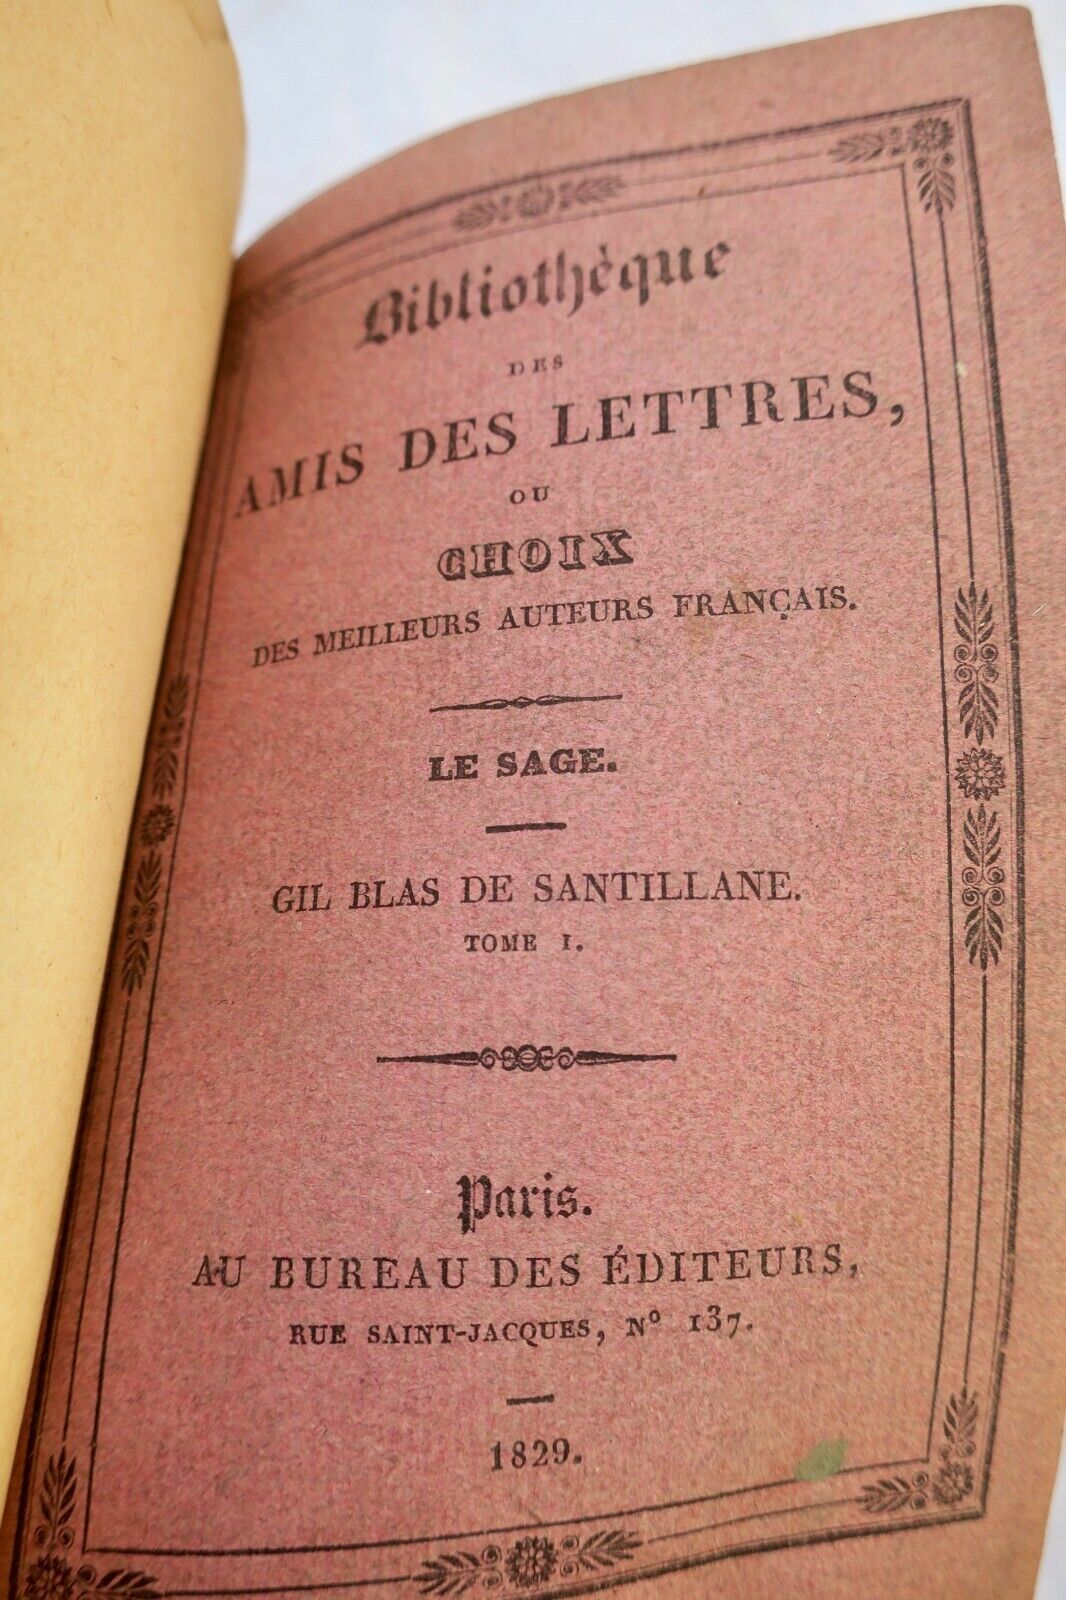 Bibliothèque
DES
AMIS DES LETTRES,
OU
CHOIX
DES MEILLEURS AUTEURS FRANÇAIS.
LE SAGE.
GIL BLAS DE SANTILLANE.
TOME I.
Paris.
AU BUREAU DES ÉDITEURS,
RUE SAINT-JACQUES, Nº 137.
1829.